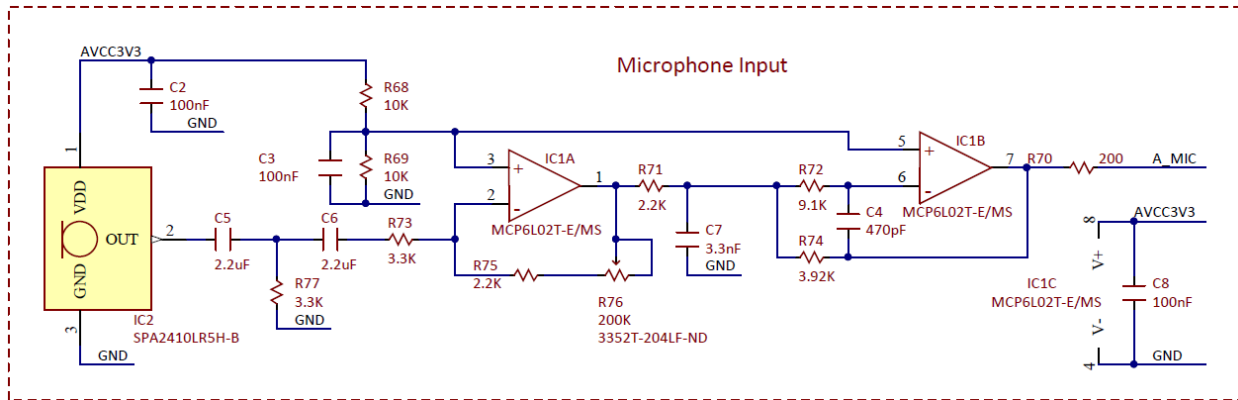 Microphone Input
AVCC3V3
C2
100nF
GND
R68
10K
C3
100nF
R69
10K
GND
1
VDD
OUT
GND
2
3
IC2
SPA2410LR5H-B
GND
C5
2.2uF
R77
3.3K
GND
C6
2.2uF
R73
3.3K
3
+
2
-
IC1A
1
MCP6L02T-E/MS
R75
2.2K
R76
200K
3352T-204LF-ND
R71
2.2K
C7
3.3nF
GND
R72
9.1K
C4
470pF
R74
3.92K
5
+
6
-
IC1B
7
MCP6L02T-E/MS
R70
200
A_MIC
8
V+
AVCC3V3
IC1C
MCP6L02T-E/MS
C8
100nF
V-
4
GND